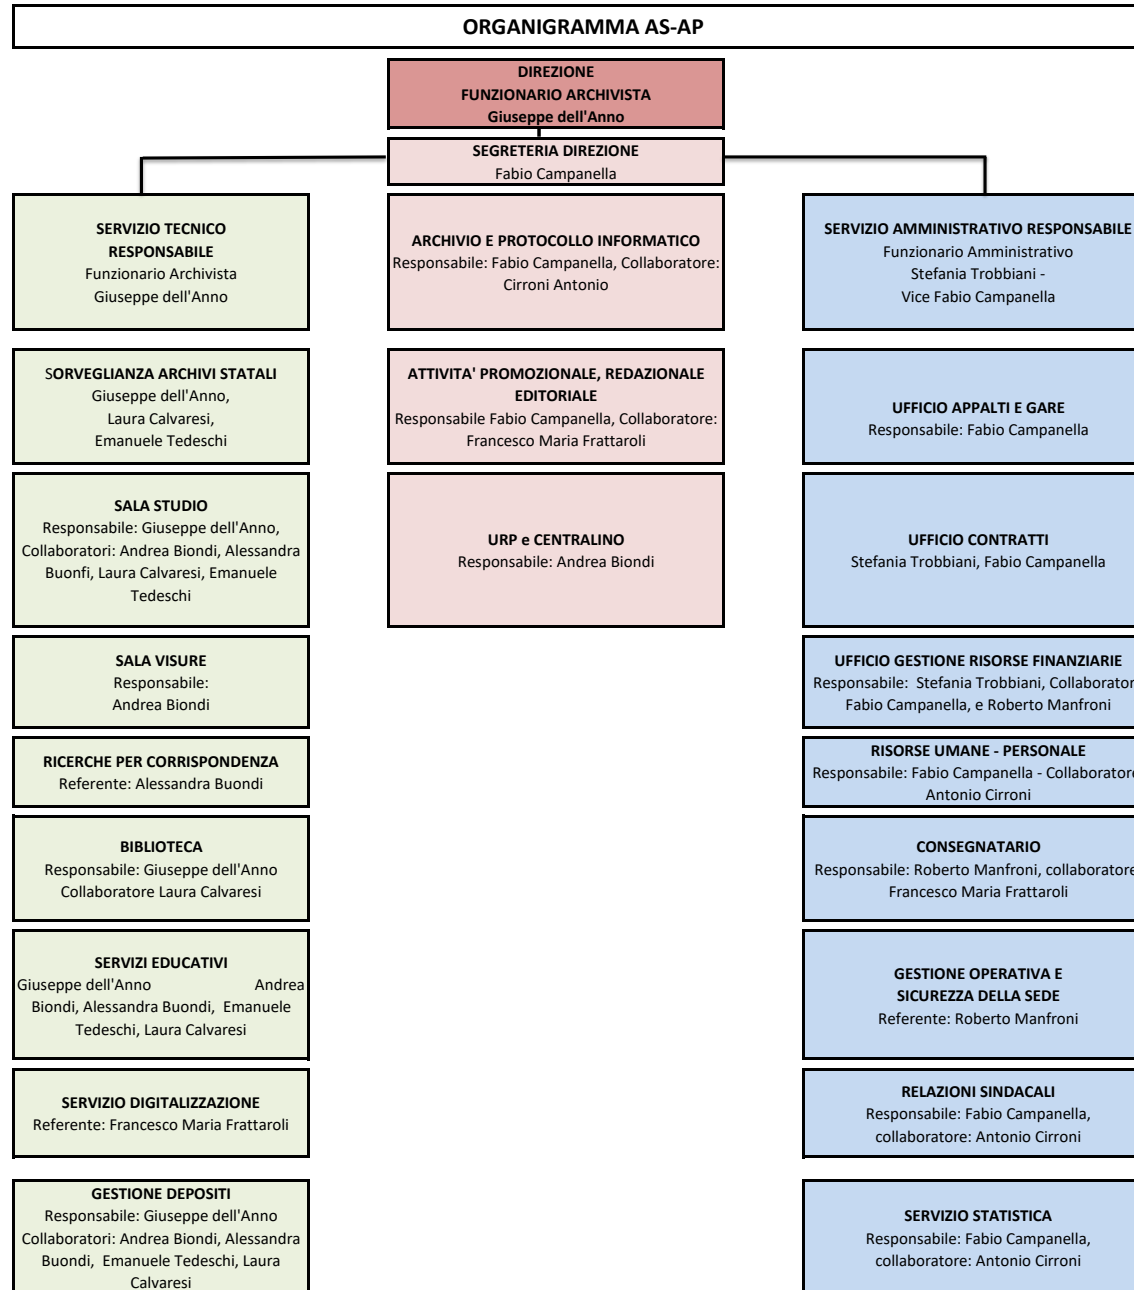 ORGANIGRAMMA AS-AP
DIREZIONE
FUNZIONARIO ARCHIVISTA
Giuseppe dell'Anno
SEGRETERIA DIREZIONE
Fabio Campanella
SERVIZIO TECNICO
RESPONSABILE
Funzionario Archivista
Giuseppe dell'Anno
SORVEGLIANZA ARCHIVI STATALI
Giuseppe dell'Anno,
Laura Calvaresi,
Emanuele Tedeschi
SALA STUDIO
Responsabile: Giuseppe dell'Anno,
Collaboratori: Andrea Biondi, Alessandra
Buonfi, Laura Calvaresi, Emanuele
Tedeschi
SALA VISURE
Responsabile:
Andrea Biondi
RICERCHE PER CORRISPONDENZA
Referente: Alessandra Buondi
BIBLIOTECA
Responsabile: Giuseppe dell'Anno
Collaboratore Laura Calvaresi
SERVIZI EDUCATIVI
Giuseppe dell'Anno Andrea
Biondi, Alessandra Buondi, Emanuele
Tedeschi, Laura Calvaresi
SERVIZIO DIGITALIZZAZIONE
Referente: Francesco Maria Frattaroli
GESTIONE DEPOSITI
Responsabile: Giuseppe dell'Anno
Collaboratori: Andrea Biondi, Alessandra
Buondi, Emanuele Tedeschi, Laura
Calvaresi
ARCHIVIO E PROTOCOLLO INFORMATICO
Responsabile: Fabio Campanella, Collaboratore:
Cirroni Antonio
ATTIVITA' PROMOZIONALE, REDAZIONALE
EDITORIALE
Responsabile Fabio Campanella, Collaboratore:
Francesco Maria Frattaroli
URP e CENTRALINO
Responsabile: Andrea Biondi
SERVIZIO AMMINISTRATIVO RESPONSABILE
Funzionario Amministrativo
Stefania Trobbiani -
Vice Fabio Campanella
UFFICIO APPALTI E GARE
Responsabile: Fabio Campanella
UFFICIO CONTRATTI
Stefania Trobbiani, Fabio Campanella
UFFICIO GESTIONE RISORSE FINANZIARIE
Responsabile: Stefania Trobbiani, Collaborator
Fabio Campanella, e Roberto Manfroni
RISORSE UMANE - PERSONALE
Responsabile: Fabio Campanella - Collaboratore
Antonio Cirroni
CONSEGNATARIO
Responsabile: Roberto Manfroni, collaboratore
Francesco Maria Frattaroli
GESTIONE OPERATIVA E
SICUREZZA DELLA SEDE
Referente: Roberto Manfroni
RELAZIONI SINDACALI
Responsabile: Fabio Campanella,
collaboratore: Antonio Cirroni
SERVIZIO STATISTICA
Responsabile: Fabio Campanella,
collaboratore: Antonio Cirroni